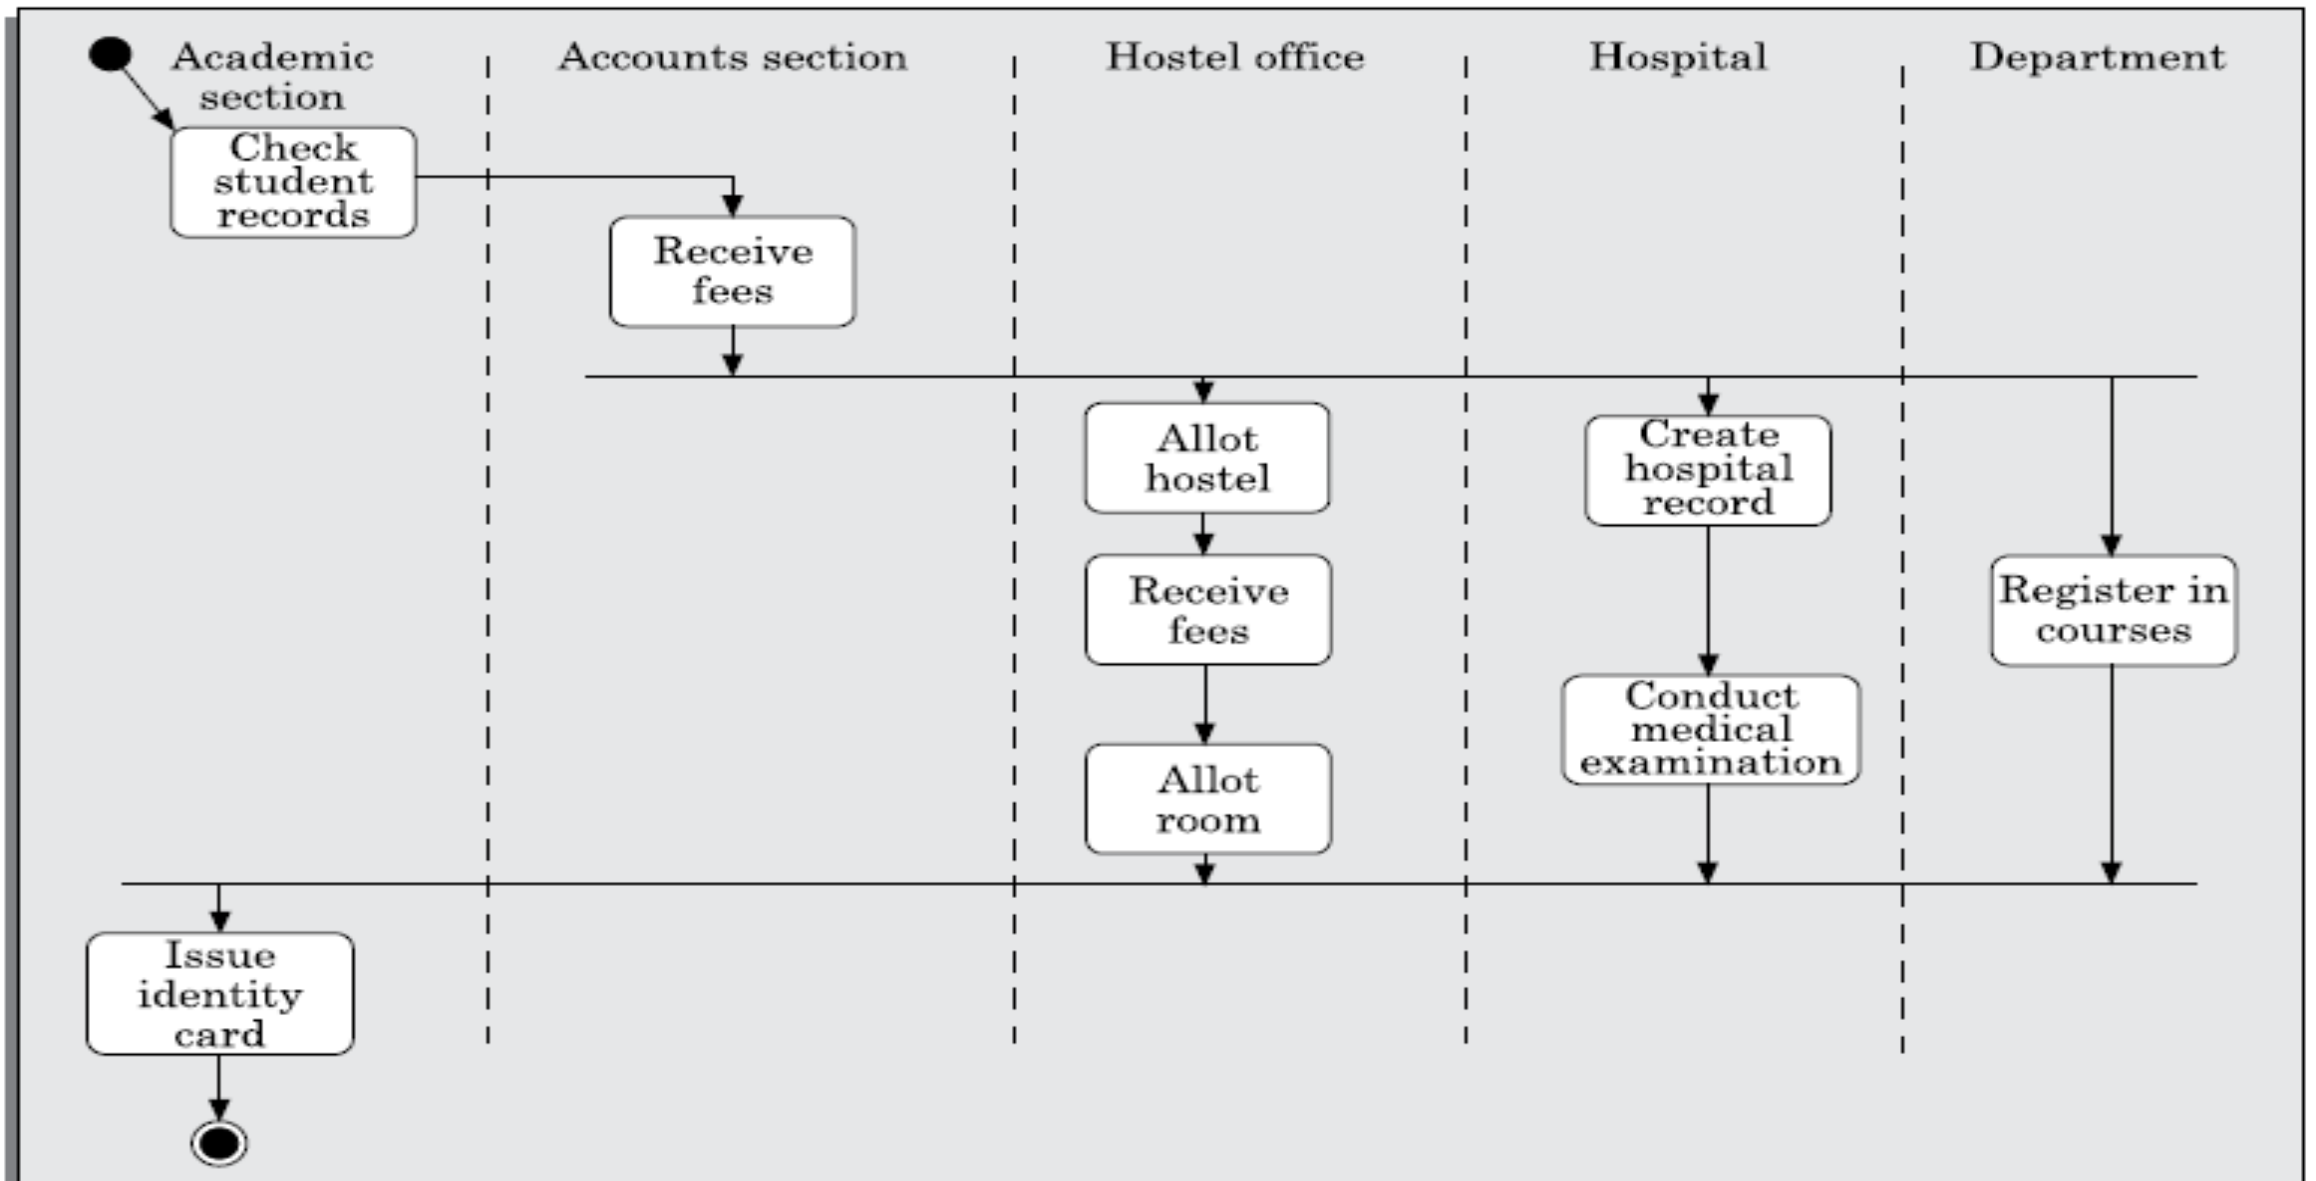 Academic
section
Accounts section
Hostel office
Hospital
Department
Check
student
records
Receive
fees
Allot
hostel
Create
hospital
record
Receive
fees
Register in
courses
Conduct
medical
examination
Allot
room
Issue
identity
card